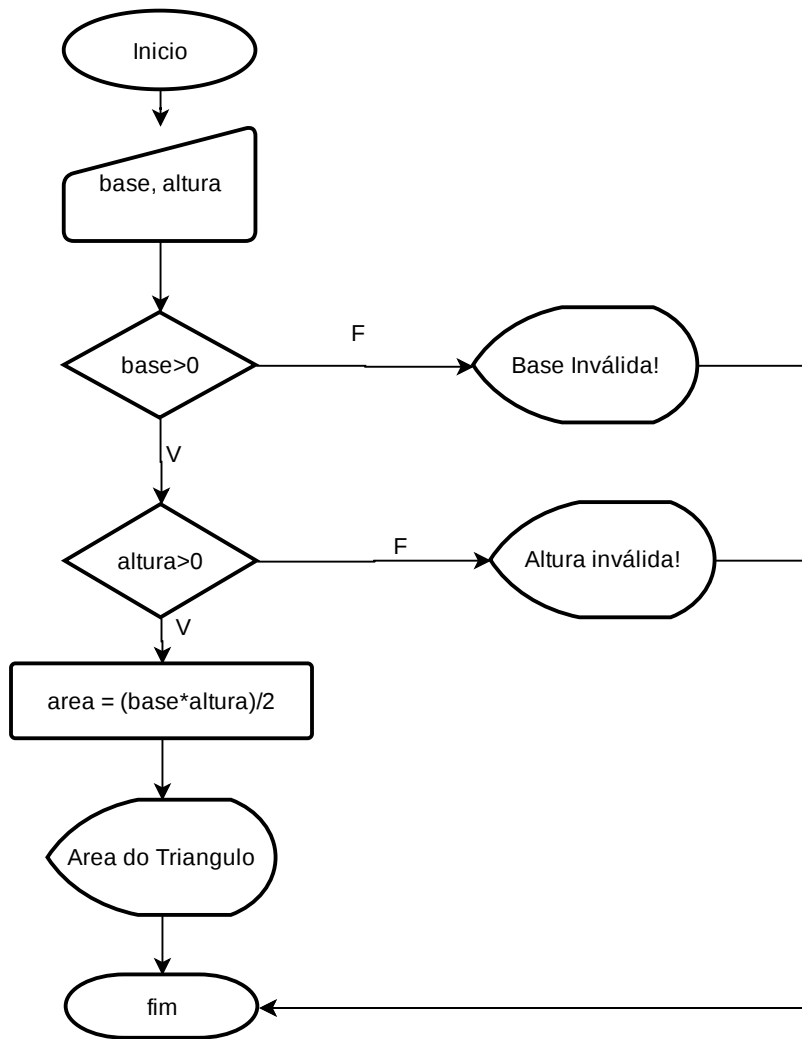 Inicio
base, altura
base>0
F
Base Inválida!
V
altura>0
F
Altura inválida!
V
area = (base*altura)/2
Area do Triangulo
fim